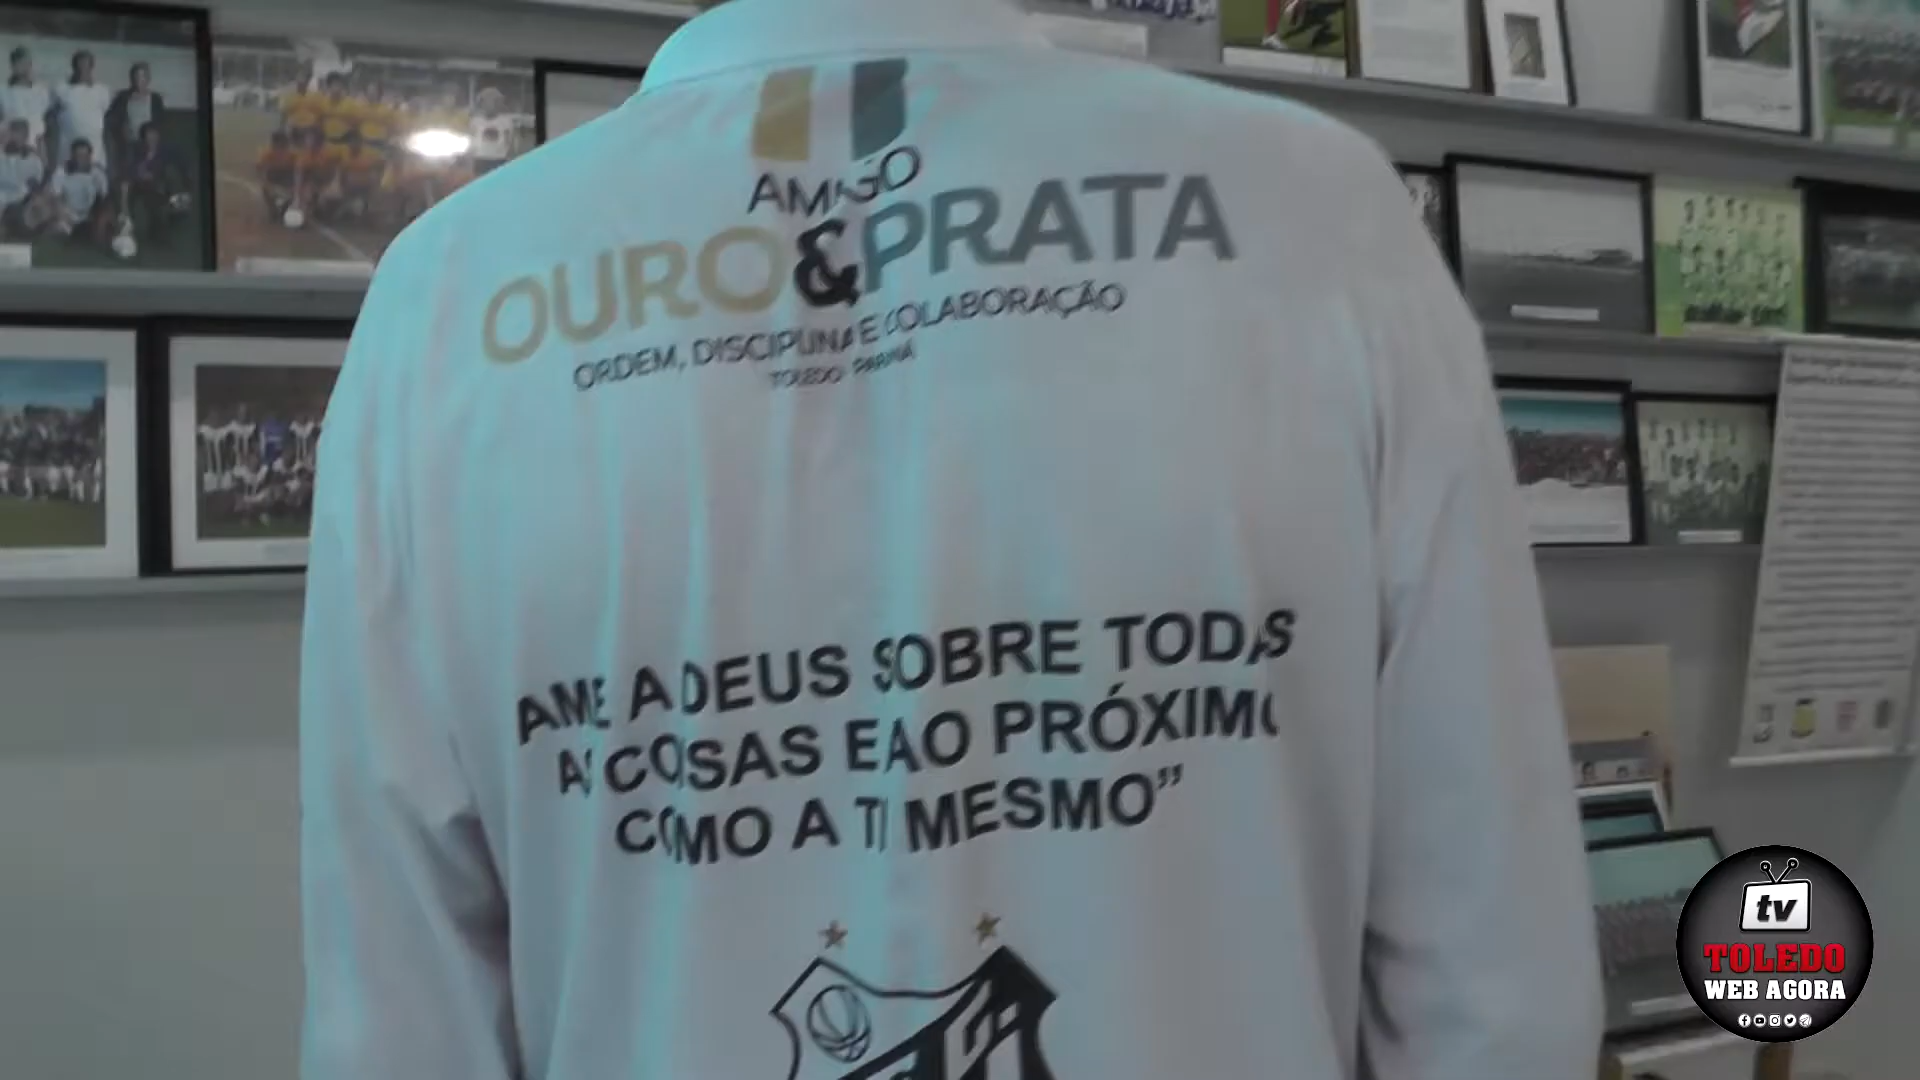 AMIGO
OURO&PRATA
ORDEM, DISCIPLINA E COLABORAÇÃO
TOLEDO PARANÁ
AME A DEUS SOBRE TODAS
AS COISAS E AO PRÓXIMO
COMO A TI MESMO”
tv
TOLEDO
WEB AGORA